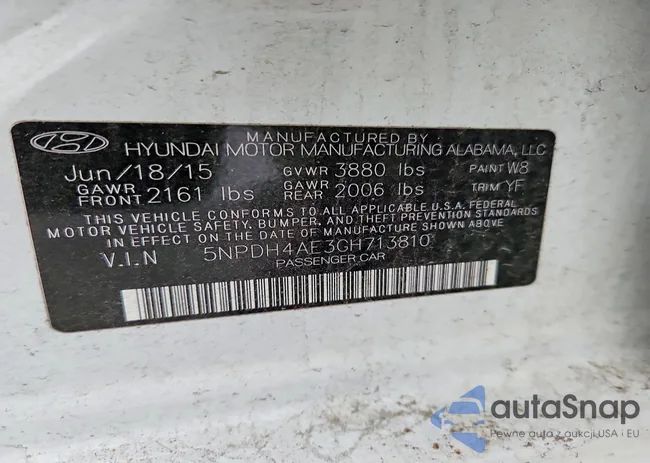 MANUFACTURED BY
HYUNDAI MOTOR MANUFACTURING ALABAMA, LLC
Jun/18/15 GVWR 3880 lbs PAINT W8
GAWR FRONT 2161 lbs GAWR REAR 2006 lbs TRIM YF
THIS VEHICLE CONFORMS TO ALL APPLICABLE U.S.A. FEDERAL
MOTOR VEHICLE SAFETY, BUMPER, AND THEFT PREVENTION STANDARDS
IN EFFECT ON THE DATE OF MANUFACTURE SHOWN ABOVE
V.I.N 5NPDH4AE3GH713810
PASSENGER CAR
autoSnap
Pewne auta z aukcji USA i EU